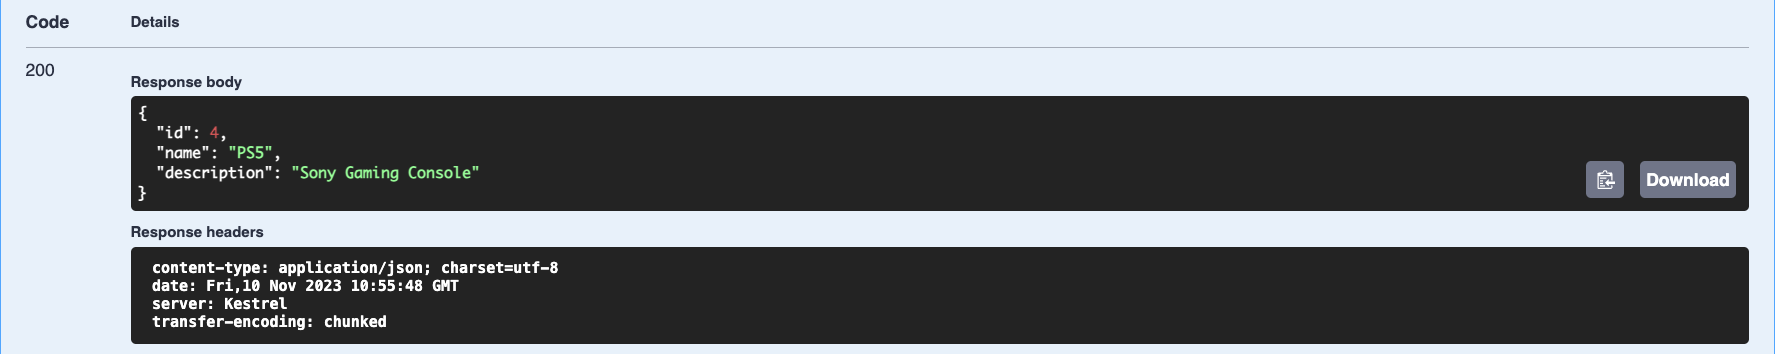 Code Details
200
Response body
{
  "id": 4,
  "name": "PS5",
  "description": "Sony Gaming Console"
}
Download
Response headers
content-type: application/json; charset=utf-8
date: Fri,10 Nov 2023 10:55:48 GMT
server: Kestrel
transfer-encoding: chunked